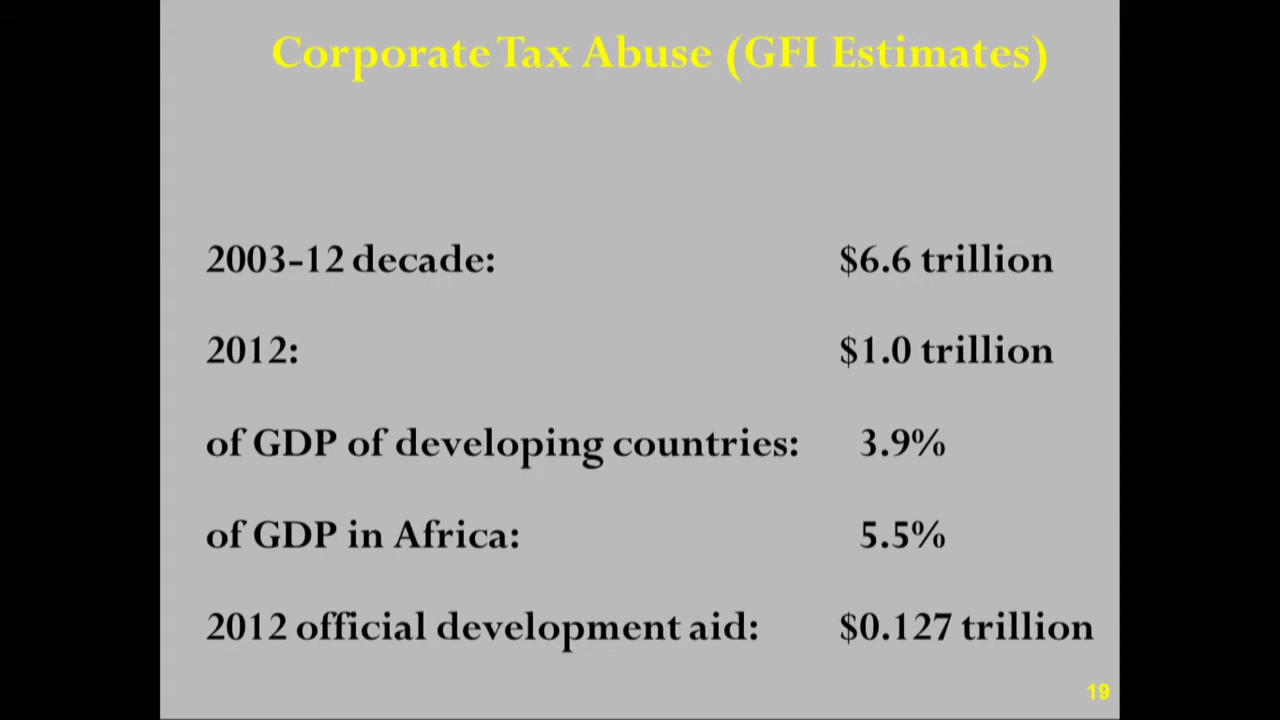 Corporate Tax Abuse (GFI Estimates)
2003-12 decade: $6.6 trillion
2012: $1.0 trillion
of GDP of developing countries: 3.9%
of GDP in Africa: 5.5%
2012 official development aid: $0.127 trillion
19